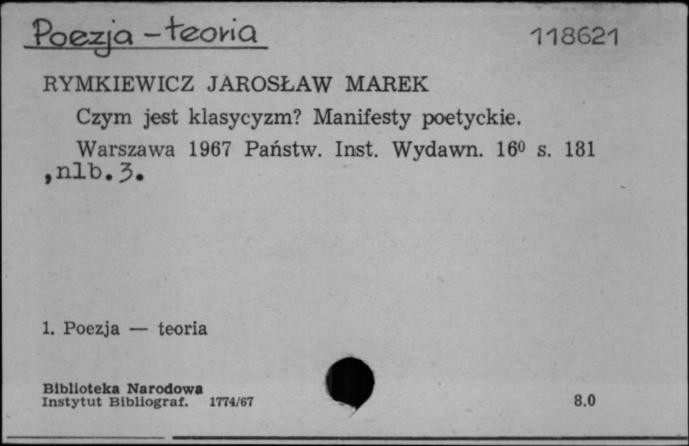 Poezja – teoria 118621
RYMKIEWICZ JAROSŁAW MAREK
Czym jest klasycyzm? Manifesty poetyckie.
Warszawa 1967 Państw. Inst. Wydawn. 16⁰ s. 181
,nlb.3.
1. Poezja — teoria
Biblioteka Narodowa
Instytut Bibliograf. 1774/67 8.0